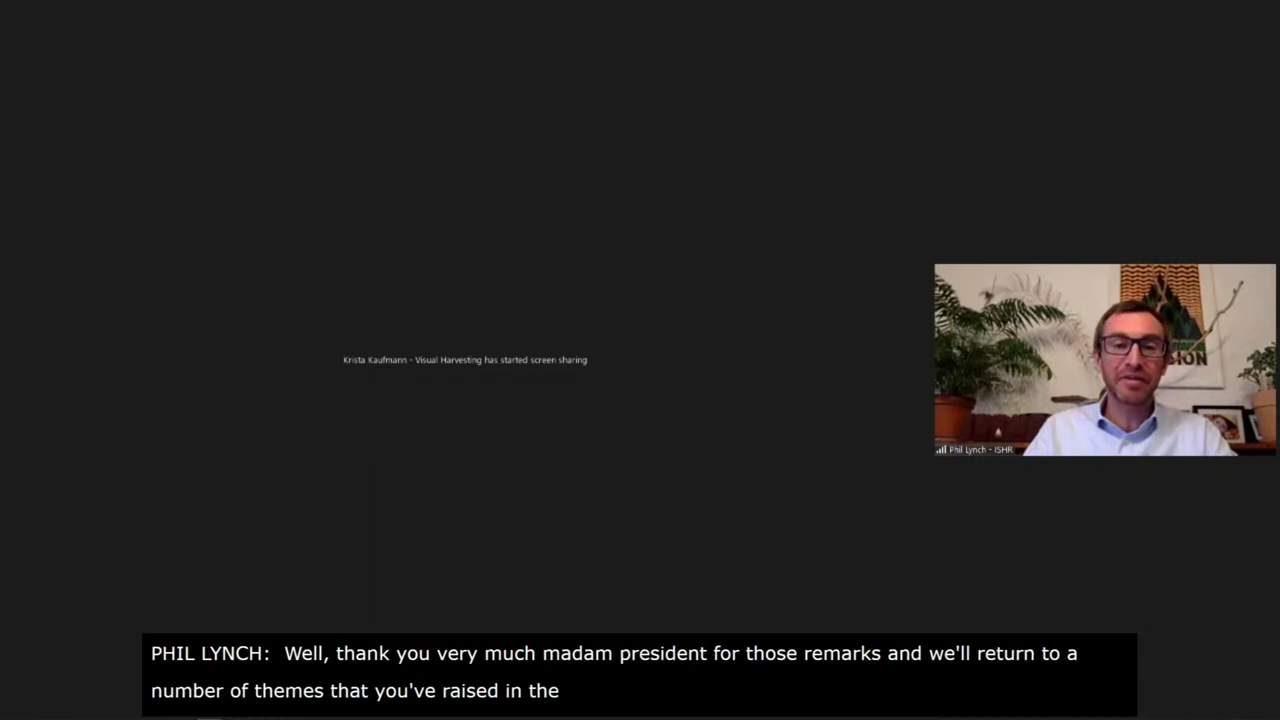 Krista Kaufmann - Visual Harvesting has started screen sharing
Phil Lynch - ISHR
PHIL LYNCH:  Well, thank you very much madam president for those remarks and we'll return to a
number of themes that you've raised in the